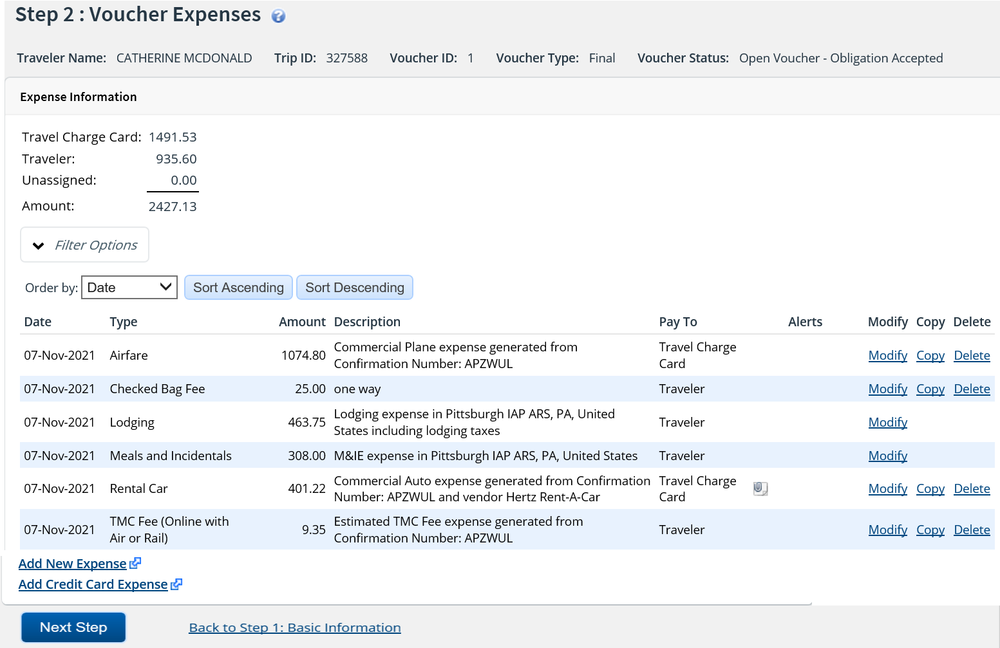 Step 2 : Voucher Expenses ?
Traveler Name: CATHERINE MCDONALD Trip ID: 327588 Voucher ID: 1 Voucher Type: Final Voucher Status: Open Voucher - Obligation Accepted
Expense Information
Travel Charge Card: 1491.53
Traveler: 935.60
Unassigned: 0.00
Amount: 2427.13
Filter Options
Order by: Date Sort Ascending Sort Descending
Date Type Amount Description Pay To Alerts Modify Copy Delete
07-Nov-2021 Airfare 1074.80 Commercial Plane expense generated from Confirmation Number: APZWUL Travel Charge Card Modify Copy Delete
07-Nov-2021 Checked Bag Fee 25.00 one way Traveler Modify Copy Delete
07-Nov-2021 Lodging 463.75 Lodging expense in Pittsburgh IAP ARS, PA, United States including lodging taxes Traveler Modify
07-Nov-2021 Meals and Incidentals 308.00 M&IE expense in Pittsburgh IAP ARS, PA, United States Traveler Modify
07-Nov-2021 Rental Car 401.22 Commercial Auto expense generated from Confirmation Number: APZWUL and vendor Hertz Rent-A-Car Travel Charge Card Modify Copy Delete
07-Nov-2021 TMC Fee (Online with Air or Rail) 9.35 Estimated TMC Fee expense generated from Confirmation Number: APZWUL Traveler Modify Copy Delete
Add New Expense
Add Credit Card Expense
Next Step Back to Step 1: Basic Information